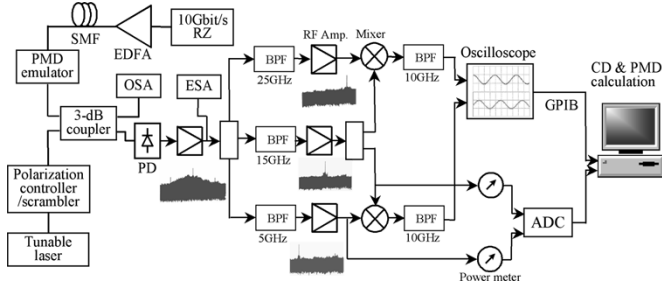 SMF
EDFA
10Gbit/s
RZ
PMD
emulator
OSA
ESA
3-dB
coupler
PD
Polarization
controller
/scrambler
Tunable
laser
BPF
25GHz
RF Amp.
Mixer
BPF
10GHz
BPF
15GHz
BPF
5GHz
BPF
10GHz
Oscilloscope
GPIB
CD & PMD
calculation
ADC
Power meter